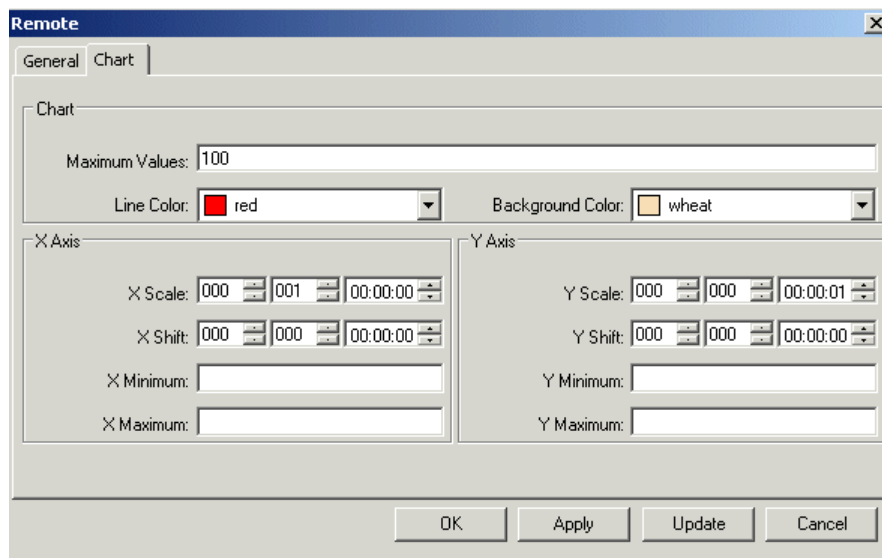 Remote
General Chart
Chart
Maximum Values: 100
Line Color: red Background Color: wheat
X Axis Y Axis
X Scale: 000 001 00:00:00 Y Scale: 000 000 00:00:01
X Shift: 000 000 00:00:00 Y Shift: 000 000 00:00:00
X Minimum: Y Minimum:
X Maximum: Y Maximum:
OK Apply Update Cancel